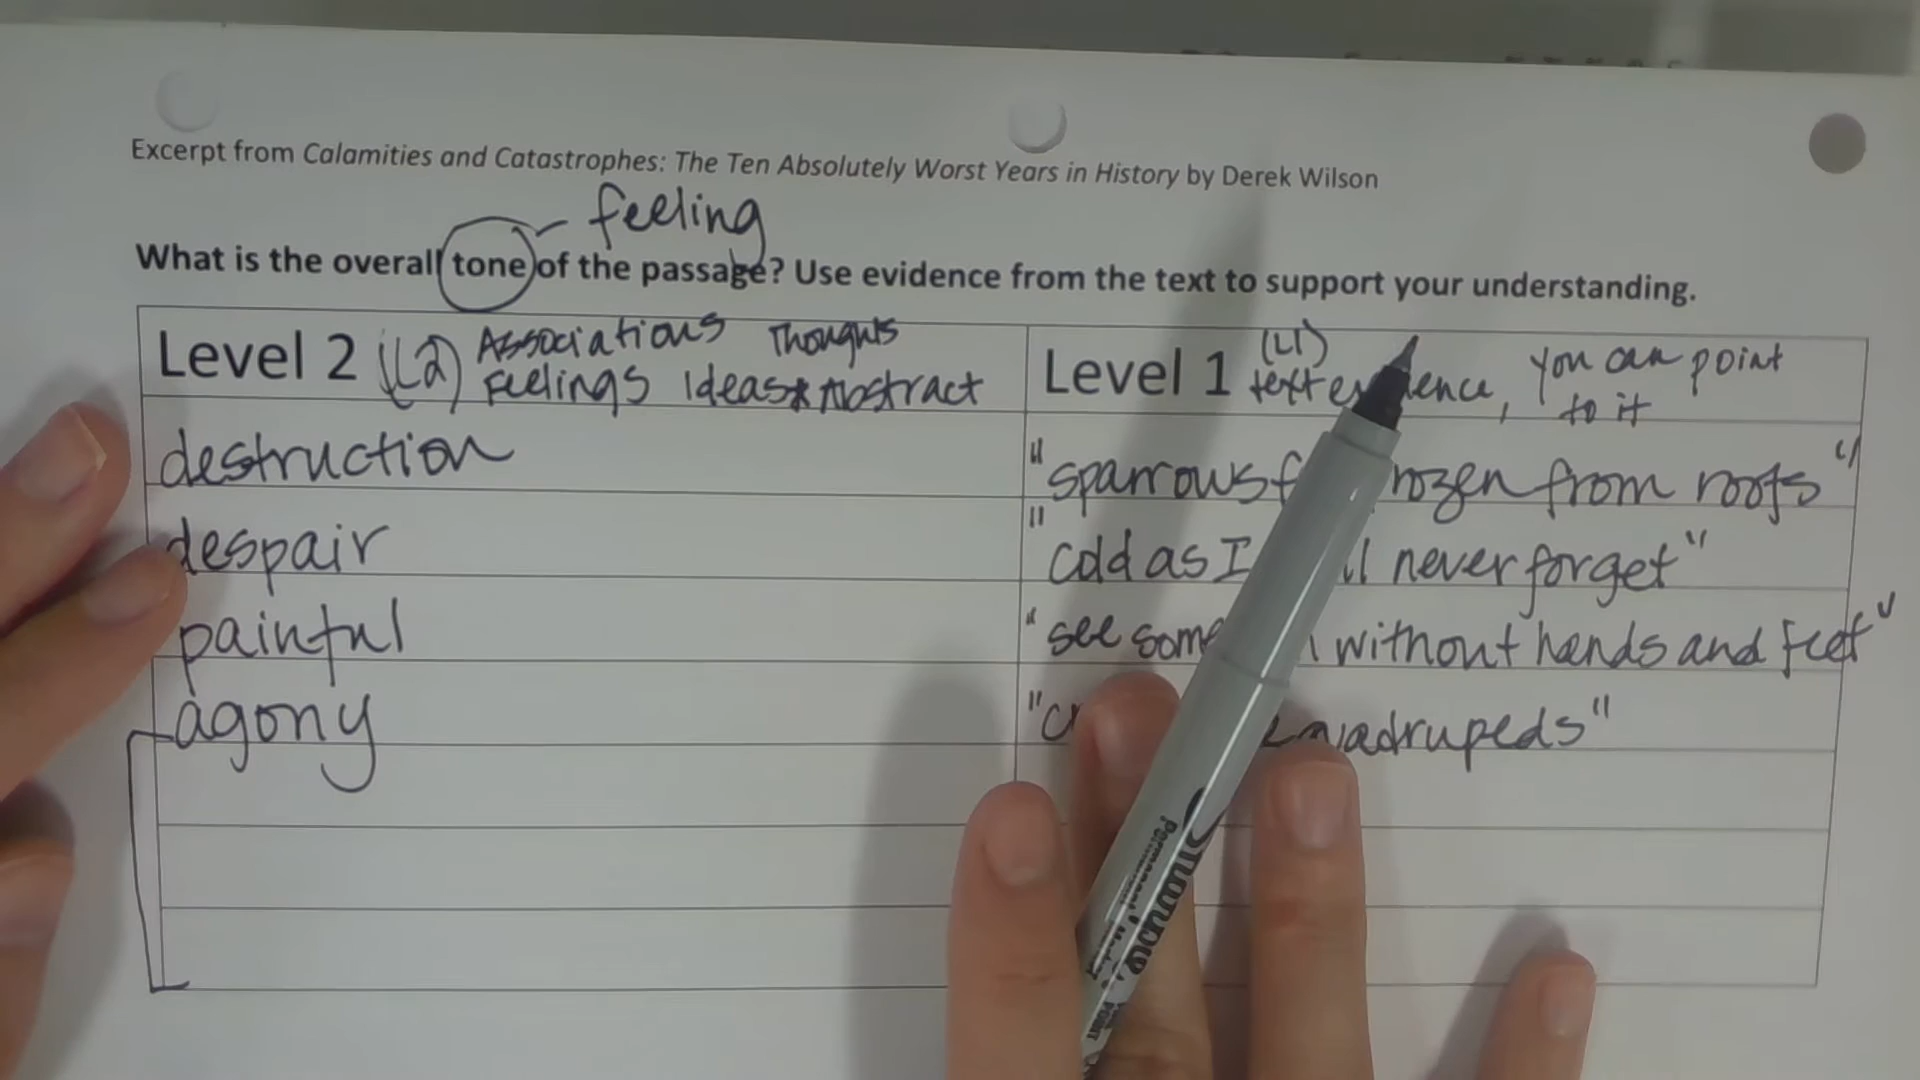 Excerpt from Calamities and Catastrophes: The Ten Absolutely Worst Years in History by Derek Wilson
feeling
What is the overall tone of the passage? Use evidence from the text to support your understanding.
Level 2 (L2) Associations Thoughts
Feelings Ideas * Abstract
Level 1 (L1) text evidence, you can point
to it
destruction
"sparrows frozen from roofs"
despair
"cold as I never forget"
painful
"see without hands and feet"
agony
quadrupeds"
Sharpie
Permanent Marker